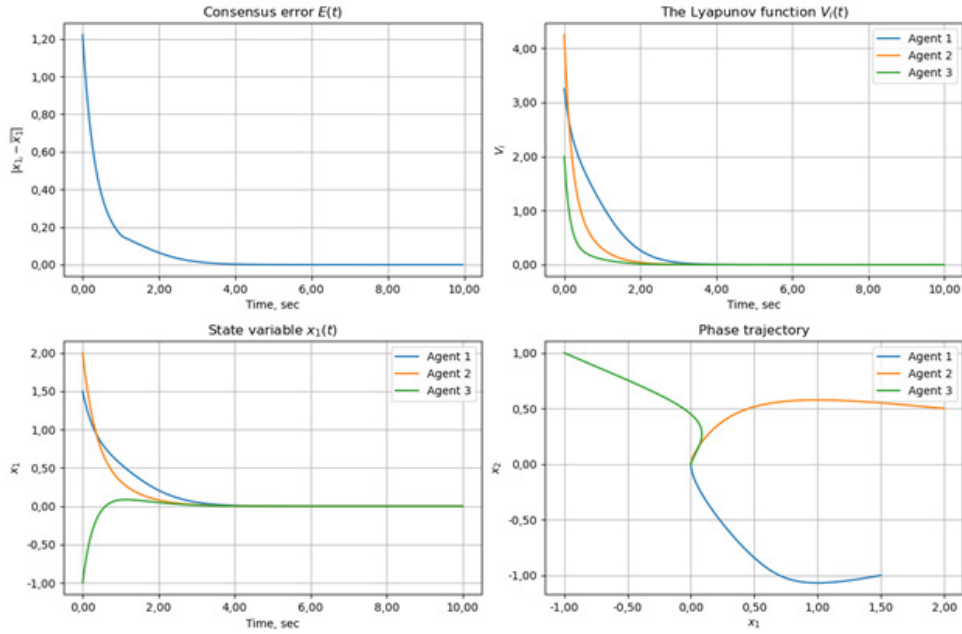 Consensus error E(t)
|x₁, − x̄₁|
1,20
1,00
0,80
0,60
0,40
0,20
0,00
0,00 2,00 4,00 6,00 8,00 10,00
Time, sec
The Lyapunov function Vᵢ(t)
Vᵢ
4,00
3,00
2,00
1,00
0,00
Agent 1
Agent 2
Agent 3
0,00 2,00 4,00 6,00 8,00 10,00
Time, sec
State variable x₁(t)
x₁
2,00
1,50
1,00
0,50
0,00
-0,50
-1,00
Agent 1
Agent 2
Agent 3
0,00 2,00 4,00 6,00 8,00 10,00
Time, sec
Phase trajectory
x₂
1,00
0,50
0,00
-0,50
-1,00
Agent 1
Agent 2
Agent 3
-1,00 -0,50 0,00 0,50 1,00 1,50 2,00
x₁